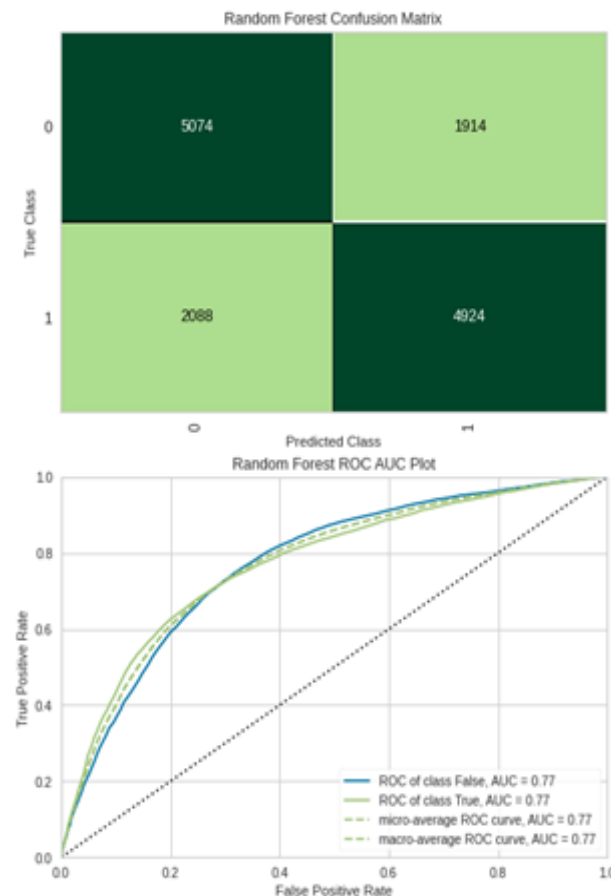 Random Forest Confusion Matrix
0
5074
1914
True Class
1
2088
4924
0
1
Predicted Class
Random Forest ROC AUC Plot
1.0
0.8
0.6
0.4
0.2
0.0
True Positive Rate
ROC of class False, AUC = 0.77
ROC of class True, AUC = 0.77
micro-average ROC curve, AUC = 0.77
macro-average ROC curve, AUC = 0.77
0.0 0.2 0.4 0.6 0.8 1.0
False Positive Rate